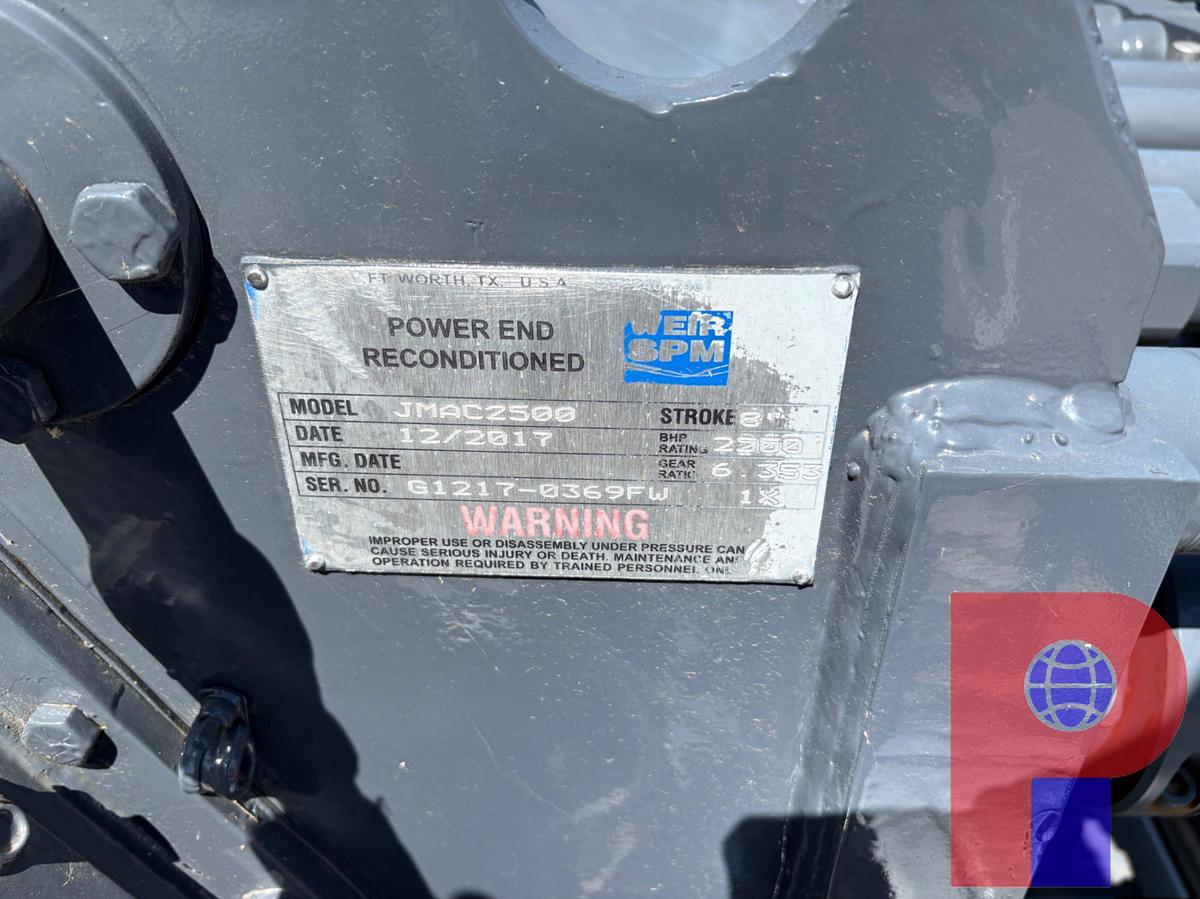 FT WORTH, TX. U.S.A
POWER END
RECONDITIONED
WEIR
SPM
MODEL JMAC2500 STROKE 8"
DATE 12/2017 BHP RATING
MFG. DATE GEAR RATIO 6 353
SER. NO. G1217-0369FW 1X
WARNING
IMPROPER USE OR DISASSEMBLY UNDER PRESSURE CAN
CAUSE SERIOUS INJURY OR DEATH. MAINTENANCE AND
OPERATION REQUIRED BY TRAINED PERSONNEL ONLY